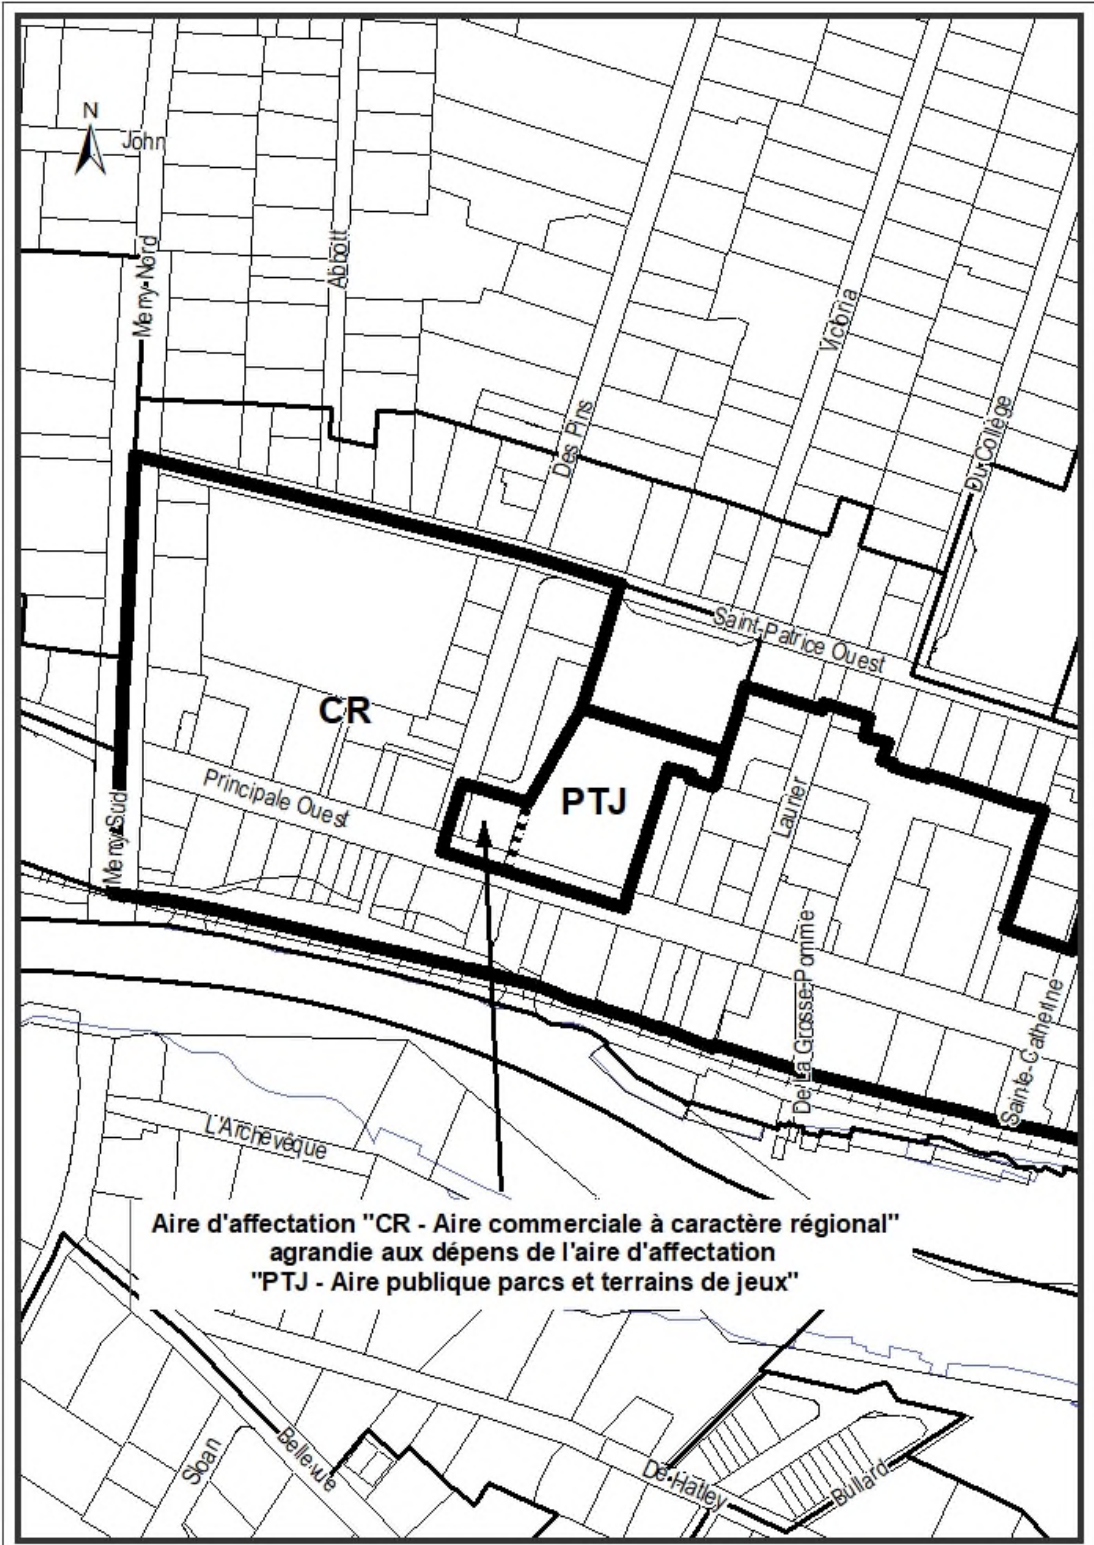 N
John
Merry-Nord
Abbott
Victoria
Des Pins
Du Collège
Saint-Patrice Ouest
CR
PTJ
Principale Ouest
Laurier
Merry-Sud
De La Grosse-Pomme
Sainte-Catherine
L'Archevêque
Aire d'affectation "CR - Aire commerciale à caractère régional"
agrandie aux dépens de l'aire d'affectation
"PTJ - Aire publique parcs et terrains de jeux"
Sloan
Bellevue
De Hatley
Bullard